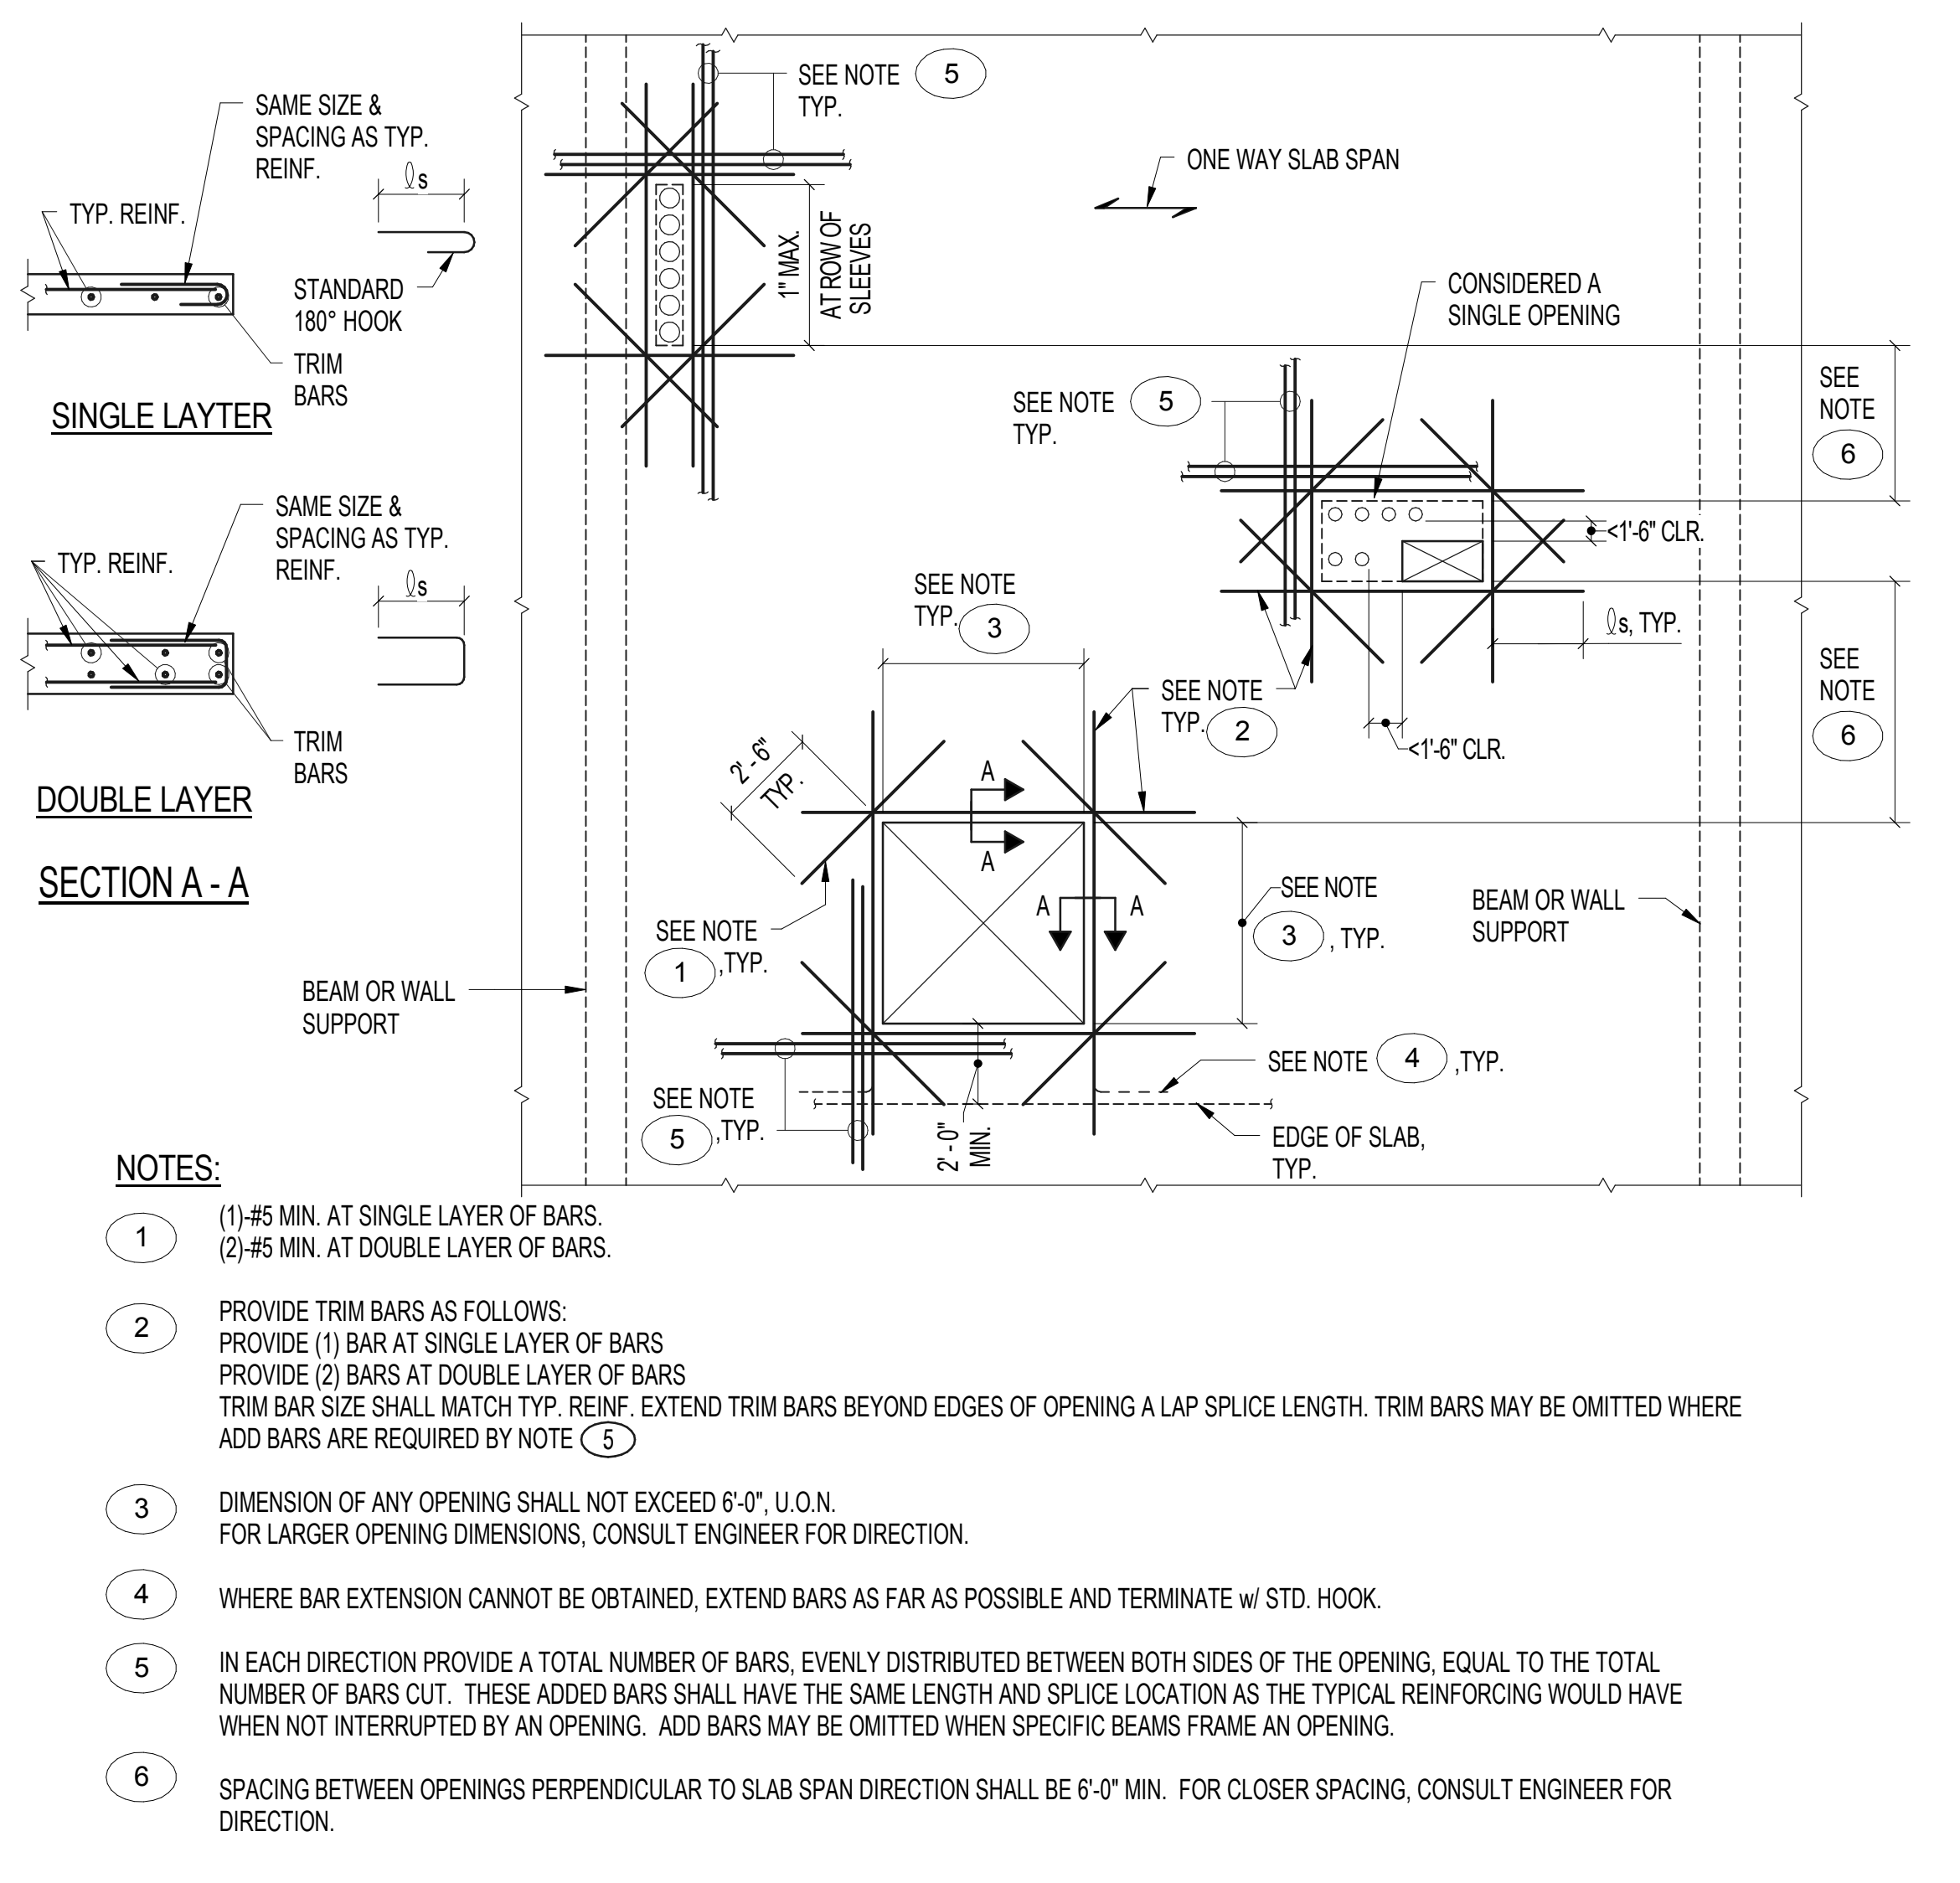 SAME SIZE &
SPACING AS TYP.
REINF.
ℓs
TYP. REINF.
STANDARD
180° HOOK
TRIM
BARS
SINGLE LAYTER
SAME SIZE &
SPACING AS TYP.
REINF.
TYP. REINF.
ℓs
TRIM
BARS
DOUBLE LAYER
SECTION A - A
SEE NOTE 5
TYP.
ONE WAY SLAB SPAN
1" MAX.
AT ROW OF
SLEEVES
CONSIDERED A
SINGLE OPENING
SEE NOTE 5
TYP.
SEE
NOTE
6
<1'-6" CLR.
ℓs, TYP.
SEE
NOTE
6
SEE NOTE
TYP. 3
SEE NOTE
TYP. 2
<1'-6" CLR.
2' - 6"
TYP.
A
A
A
A
SEE NOTE
3 , TYP.
BEAM OR WALL
SUPPORT
SEE NOTE
1 ,TYP.
BEAM OR WALL
SUPPORT
SEE NOTE 4 ,TYP.
SEE NOTE
5 ,TYP.
2' - 0"
MIN.
EDGE OF SLAB,
TYP.
NOTES:
1 (1)-#5 MIN. AT SINGLE LAYER OF BARS.
(2)-#5 MIN. AT DOUBLE LAYER OF BARS.
2 PROVIDE TRIM BARS AS FOLLOWS:
PROVIDE (1) BAR AT SINGLE LAYER OF BARS
PROVIDE (2) BARS AT DOUBLE LAYER OF BARS
TRIM BAR SIZE SHALL MATCH TYP. REINF. EXTEND TRIM BARS BEYOND EDGES OF OPENING A LAP SPLICE LENGTH. TRIM BARS MAY BE OMITTED WHERE
ADD BARS ARE REQUIRED BY NOTE 5
3 DIMENSION OF ANY OPENING SHALL NOT EXCEED 6'-0", U.O.N.
FOR LARGER OPENING DIMENSIONS, CONSULT ENGINEER FOR DIRECTION.
4 WHERE BAR EXTENSION CANNOT BE OBTAINED, EXTEND BARS AS FAR AS POSSIBLE AND TERMINATE w/ STD. HOOK.
5 IN EACH DIRECTION PROVIDE A TOTAL NUMBER OF BARS, EVENLY DISTRIBUTED BETWEEN BOTH SIDES OF THE OPENING, EQUAL TO THE TOTAL
NUMBER OF BARS CUT. THESE ADDED BARS SHALL HAVE THE SAME LENGTH AND SPLICE LOCATION AS THE TYPICAL REINFORCING WOULD HAVE
WHEN NOT INTERRUPTED BY AN OPENING. ADD BARS MAY BE OMITTED WHEN SPECIFIC BEAMS FRAME AN OPENING.
6 SPACING BETWEEN OPENINGS PERPENDICULAR TO SLAB SPAN DIRECTION SHALL BE 6'-0" MIN. FOR CLOSER SPACING, CONSULT ENGINEER FOR
DIRECTION.